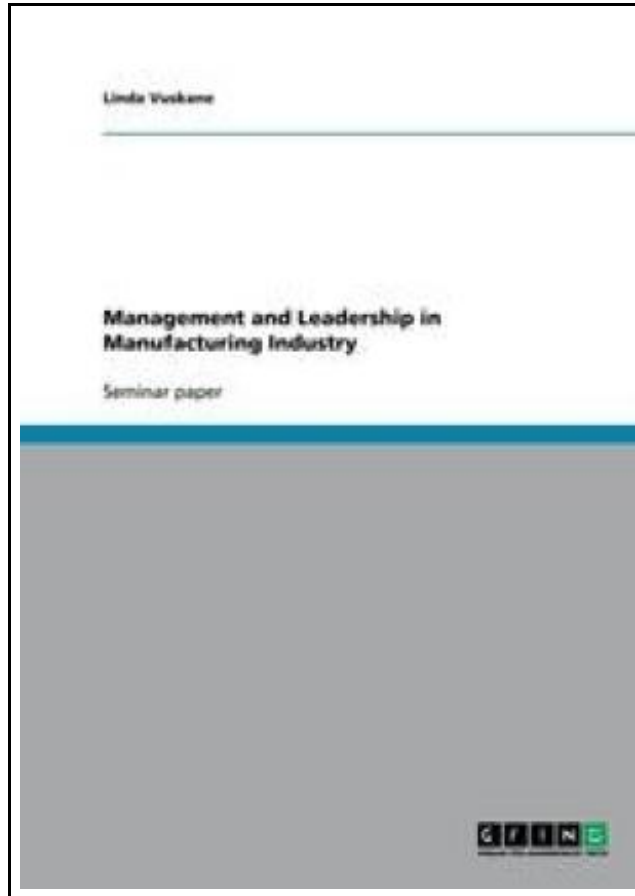 Linda Vuskane
Management and Leadership in
Manufacturing Industry
Seminar paper
GRIN